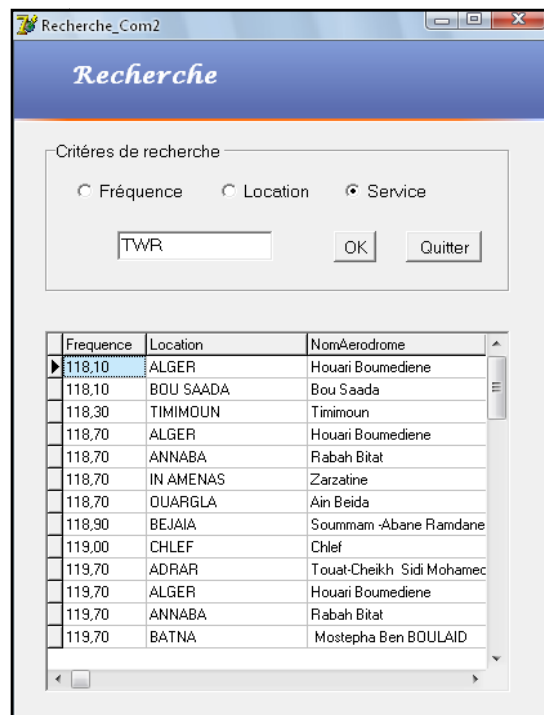 Recherche_Com2
Recherche
Critéres de recherche
Fréquence Location Service
TWR OK Quitter
Frequence Location NomAerodrome
118,10 ALGER Houari Boumediene
118,10 BOU SAADA Bou Saada
118,30 TIMIMOUN Timimoun
118,70 ALGER Houari Boumediene
118,70 ANNABA Rabah Bitat
118,70 IN AMENAS Zarzatine
118,70 OUARGLA Ain Beida
118,90 BEJAIA Soummam -Abane Ramdane
119,00 CHLEF Chlef
119,70 ADRAR Touat-Cheikh Sidi Mohamec
119,70 ALGER Houari Boumediene
119,70 ANNABA Rabah Bitat
119,70 BATNA Mostepha Ben BOULAID